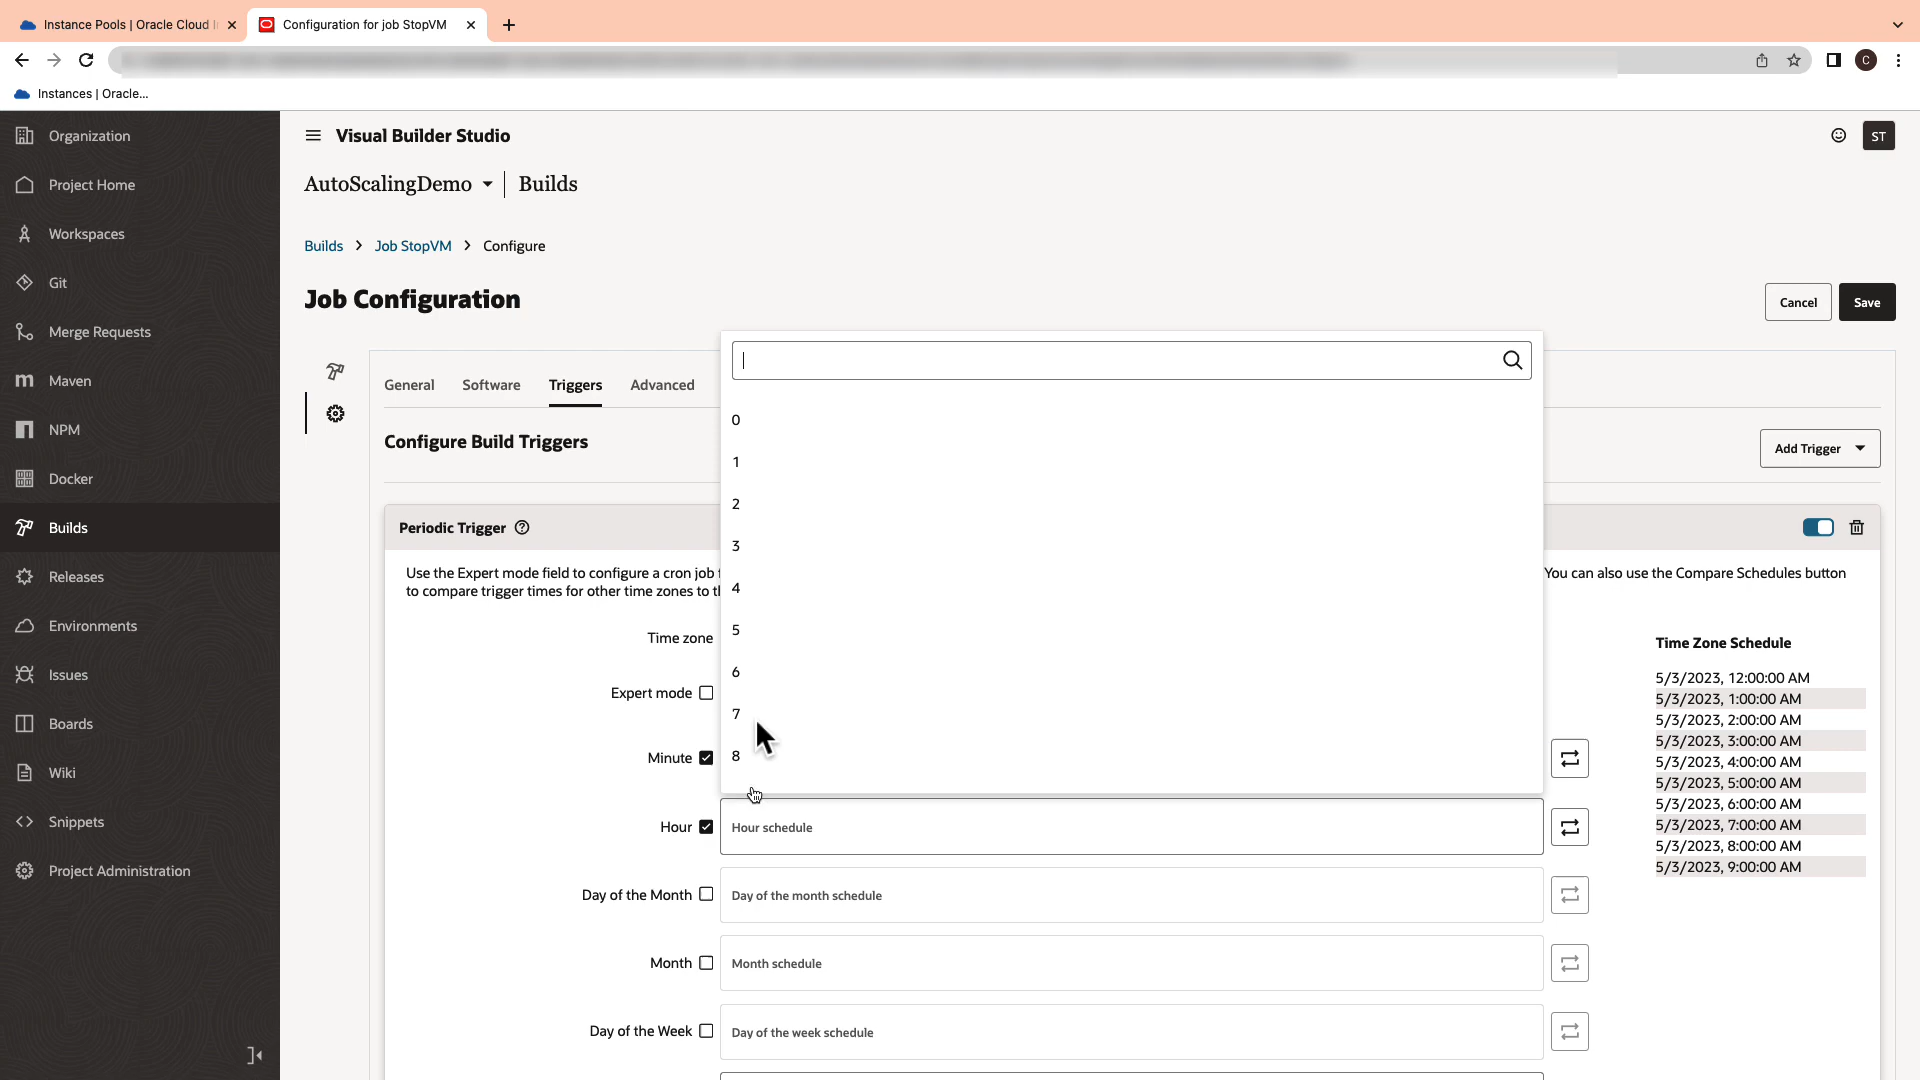 Instance Pools | Oracle Cloud I
Configuration for job StopVM
C
Instances | Oracle...
Organization
Project Home
Workspaces
Git
Merge Requests
Maven
NPM
Docker
Builds
Releases
Environments
Issues
Boards
Wiki
Snippets
Project Administration
Visual Builder Studio
ST
AutoScalingDemo
Builds
Builds > Job StopVM > Configure
Job Configuration
Cancel
Save
General
Software
Triggers
Advanced
Configure Build Triggers
Add Trigger
0
1
2
3
4
5
6
7
8
Periodic Trigger
Use the Expert mode field to configure a cron job
You can also use the Compare Schedules button
to compare trigger times for other time zones to
Time zone
Expert mode
Minute
Hour
Hour schedule
Day of the Month
Day of the month schedule
Month
Month schedule
Day of the Week
Day of the week schedule
Time Zone Schedule
5/3/2023, 12:00:00 AM
5/3/2023, 1:00:00 AM
5/3/2023, 2:00:00 AM
5/3/2023, 3:00:00 AM
5/3/2023, 4:00:00 AM
5/3/2023, 5:00:00 AM
5/3/2023, 6:00:00 AM
5/3/2023, 7:00:00 AM
5/3/2023, 8:00:00 AM
5/3/2023, 9:00:00 AM